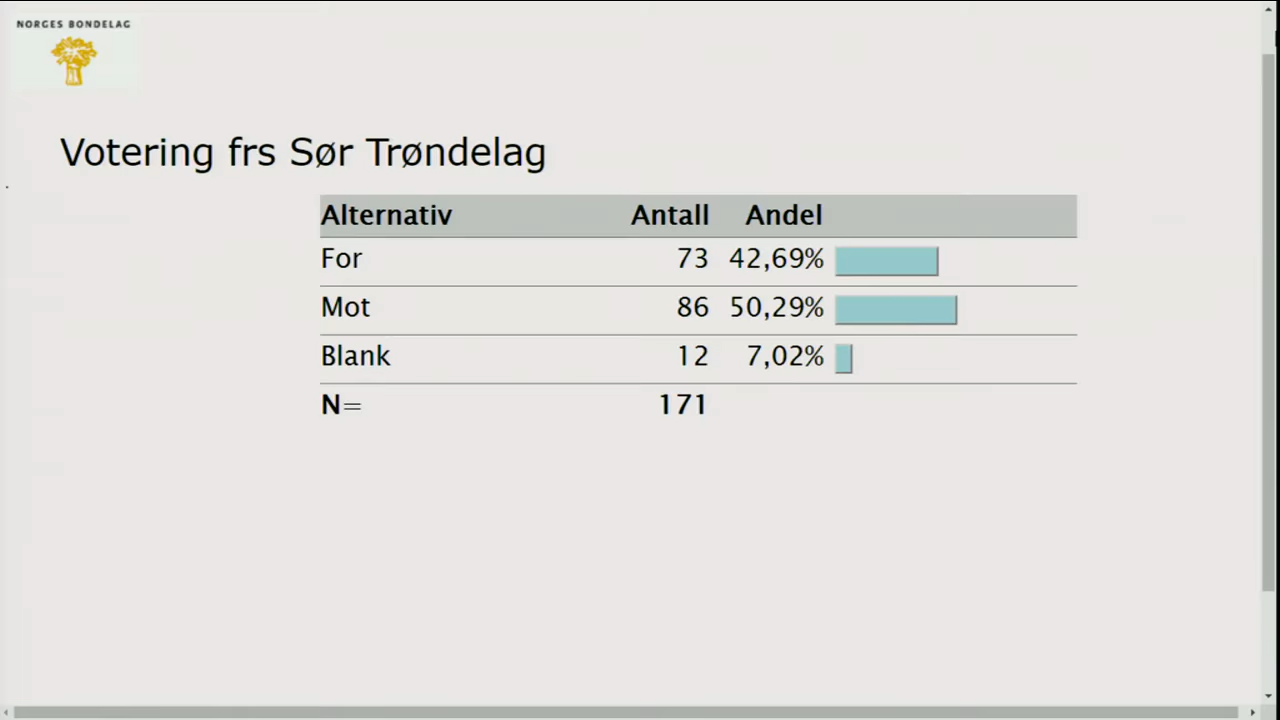 NORGES BONDELAG
Votering frs Sør Trøndelag
Alternativ Antall Andel
For 73 42,69%
Mot 86 50,29%
Blank 12 7,02%
N= 171